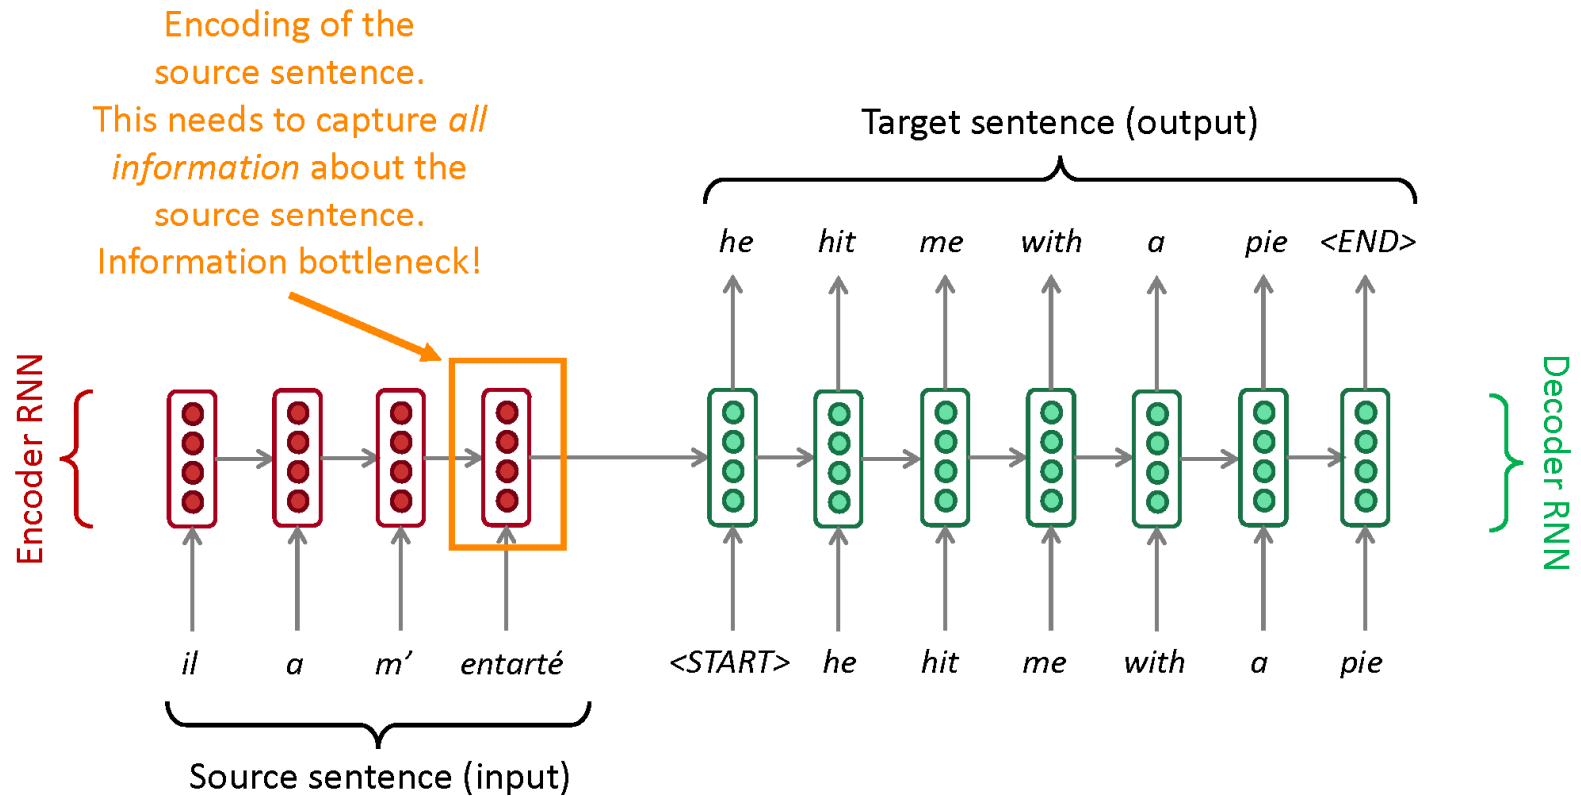 Encoding of the
source sentence.
This needs to capture all
information about the
source sentence.
Information bottleneck!
Target sentence (output)
he hit me with a pie <END>
Encoder RNN
Decoder RNN
il a m’ entarté
<START> he hit me with a pie
Source sentence (input)